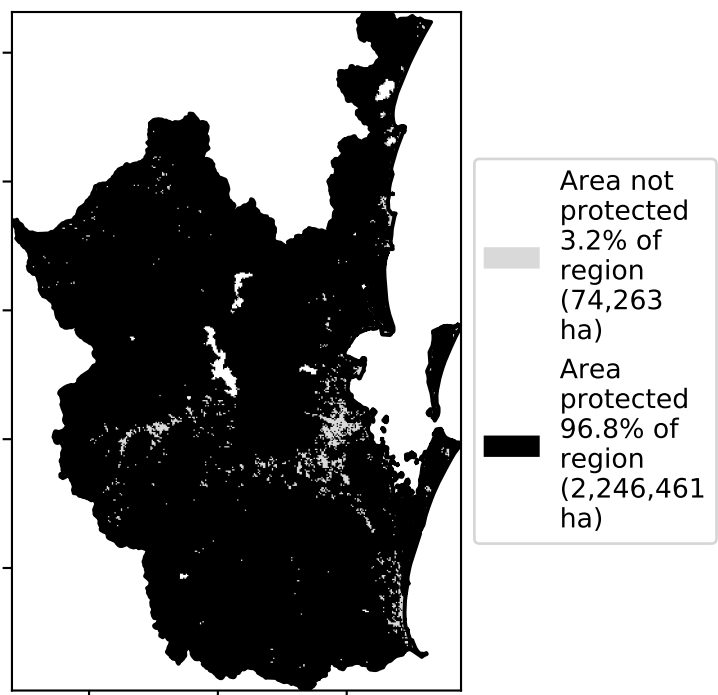 Area not
protected
3.2% of
region
(74,263
ha)
Area
protected
96.8% of
region
(2,246,461
ha)